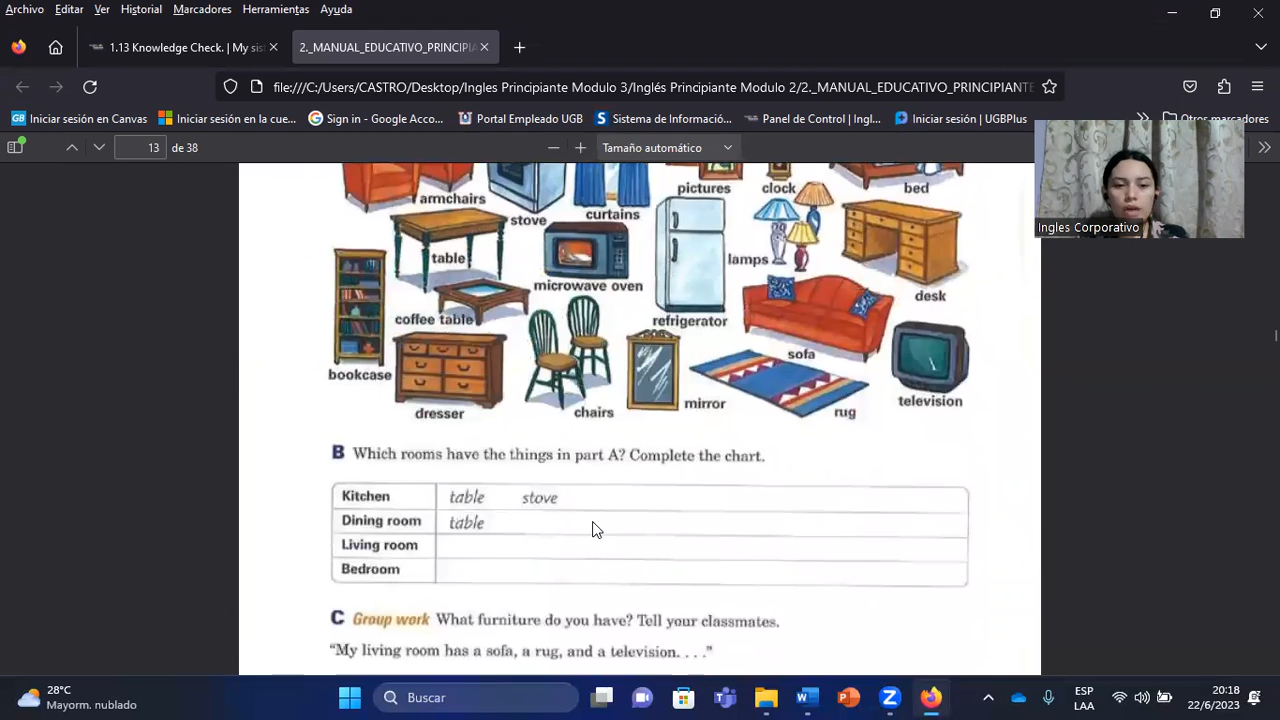 Archivo Editar Ver Historial Marcadores Herramientas Ayuda
1.13 Knowledge Check. | My sis
2._MANUAL_EDUCATIVO_PRINCIPIA
file:///C:/Users/CASTRO/Desktop/Ingles Principiante Modulo 3/Inglés Principiante Modulo 2/2._MANUAL_EDUCATIVO_PRINCIPIANTE
Iniciar sesión en Canvas Iniciar sesión en la cue... Sign in - Google Acco... Portal Empleado UGB Sistema de Informació... Panel de Control | Ingl... Iniciar sesión | UGBPlus Otros marcadores
13 de 38 Tamaño automático
Ingles Corporativo
armchairs
stove
curtains
pictures
clock
bed
table
microwave oven
lamps
desk
coffee table
refrigerator
sofa
bookcase
dresser
chairs
mirror
rug
television
B Which rooms have the things in part A? Complete the chart.
Kitchen table stove
Dining room table
Living room
Bedroom
C Group work What furniture do you have? Tell your classmates.
“My living room has a sofa, a rug, and a television. . . .”
28°C
Mayorm. nublado
Buscar
ESP
LAA
20:18
22/6/2023